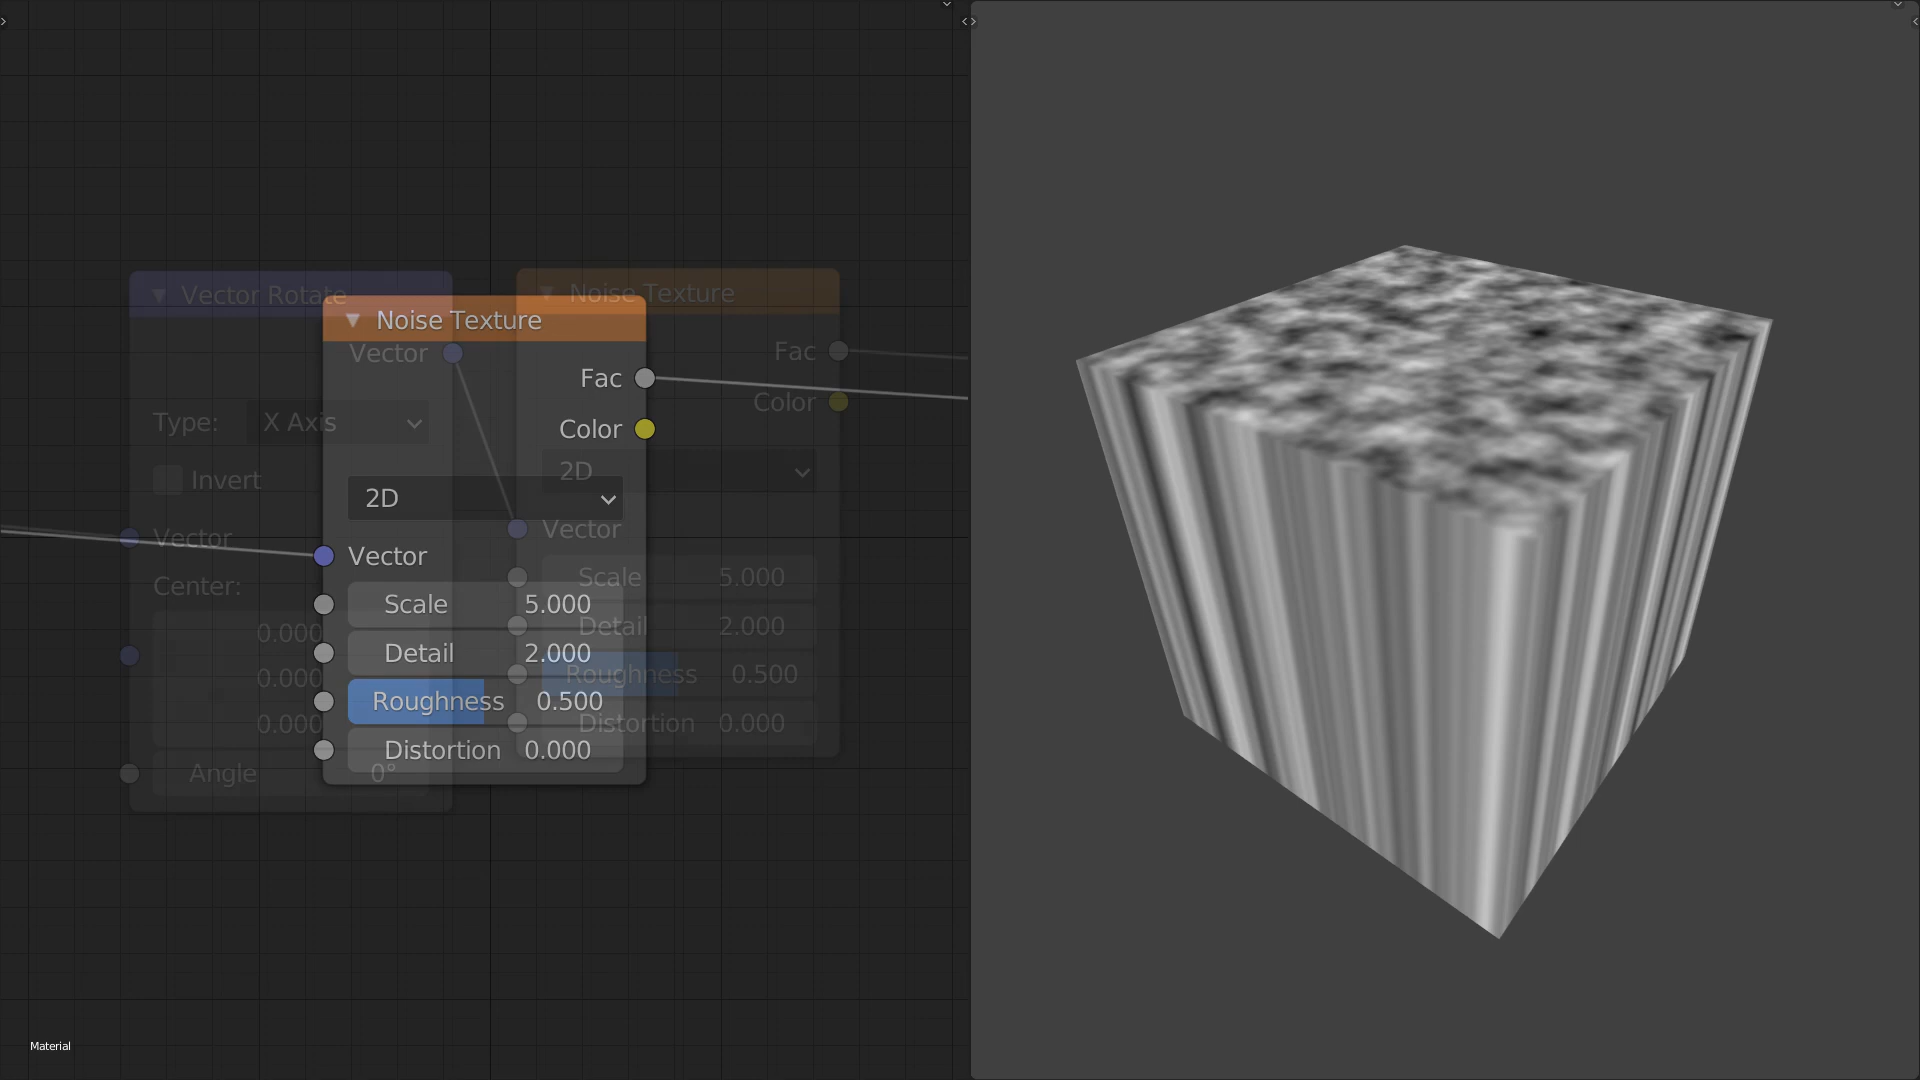 Vector Rotate
Vector
Type: X Axis
Invert
Vector
Center:
0.000
0.000
0.000
Angle 0°
Noise Texture
Fac
Color
2D
Vector
Scale 5.000
Detail 2.000
Roughness 0.500
Distortion 0.000
Noise Texture
Fac
Color
2D
Vector
Scale 5.000
Detail 2.000
Roughness 0.500
Distortion 0.000
Material